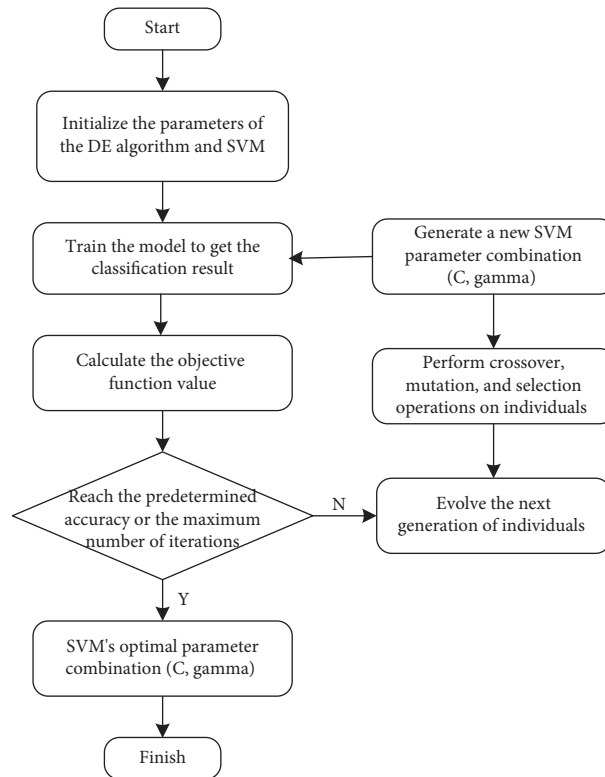 Start
Initialize the parameters of
the DE algorithm and SVM
Train the model to get the
classification result
Generate a new SVM
parameter combination
(C, gamma)
Calculate the objective
function value
Perform crossover,
mutation, and selection
operations on individuals
Reach the predetermined
accuracy or the maximum
number of iterations
N
Evolve the next
generation of individuals
Y
SVM's optimal parameter
combination (C, gamma)
Finish